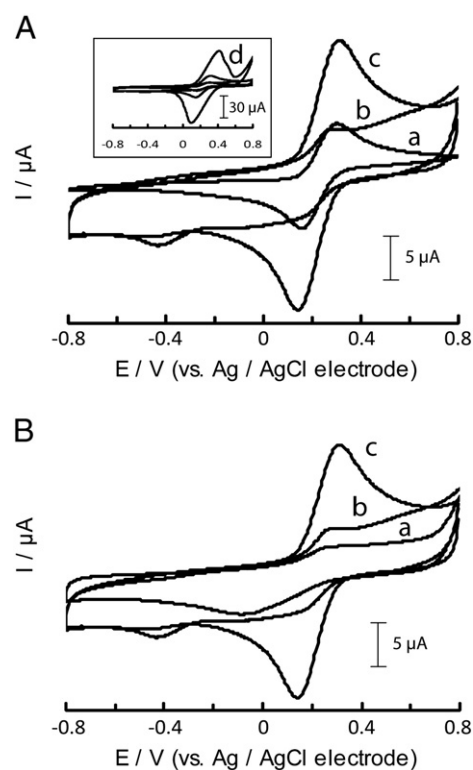 A
d
30 µA
-0.8 -0.4 0 0.4 0.8
c
b
a
I / µA
5 µA
-0.8 -0.4 0 0.4 0.8
E / V (vs. Ag / AgCl electrode)
B
c
b
a
I / µA
5 µA
-0.8 -0.4 0 0.4 0.8
E / V (vs. Ag / AgCl electrode)